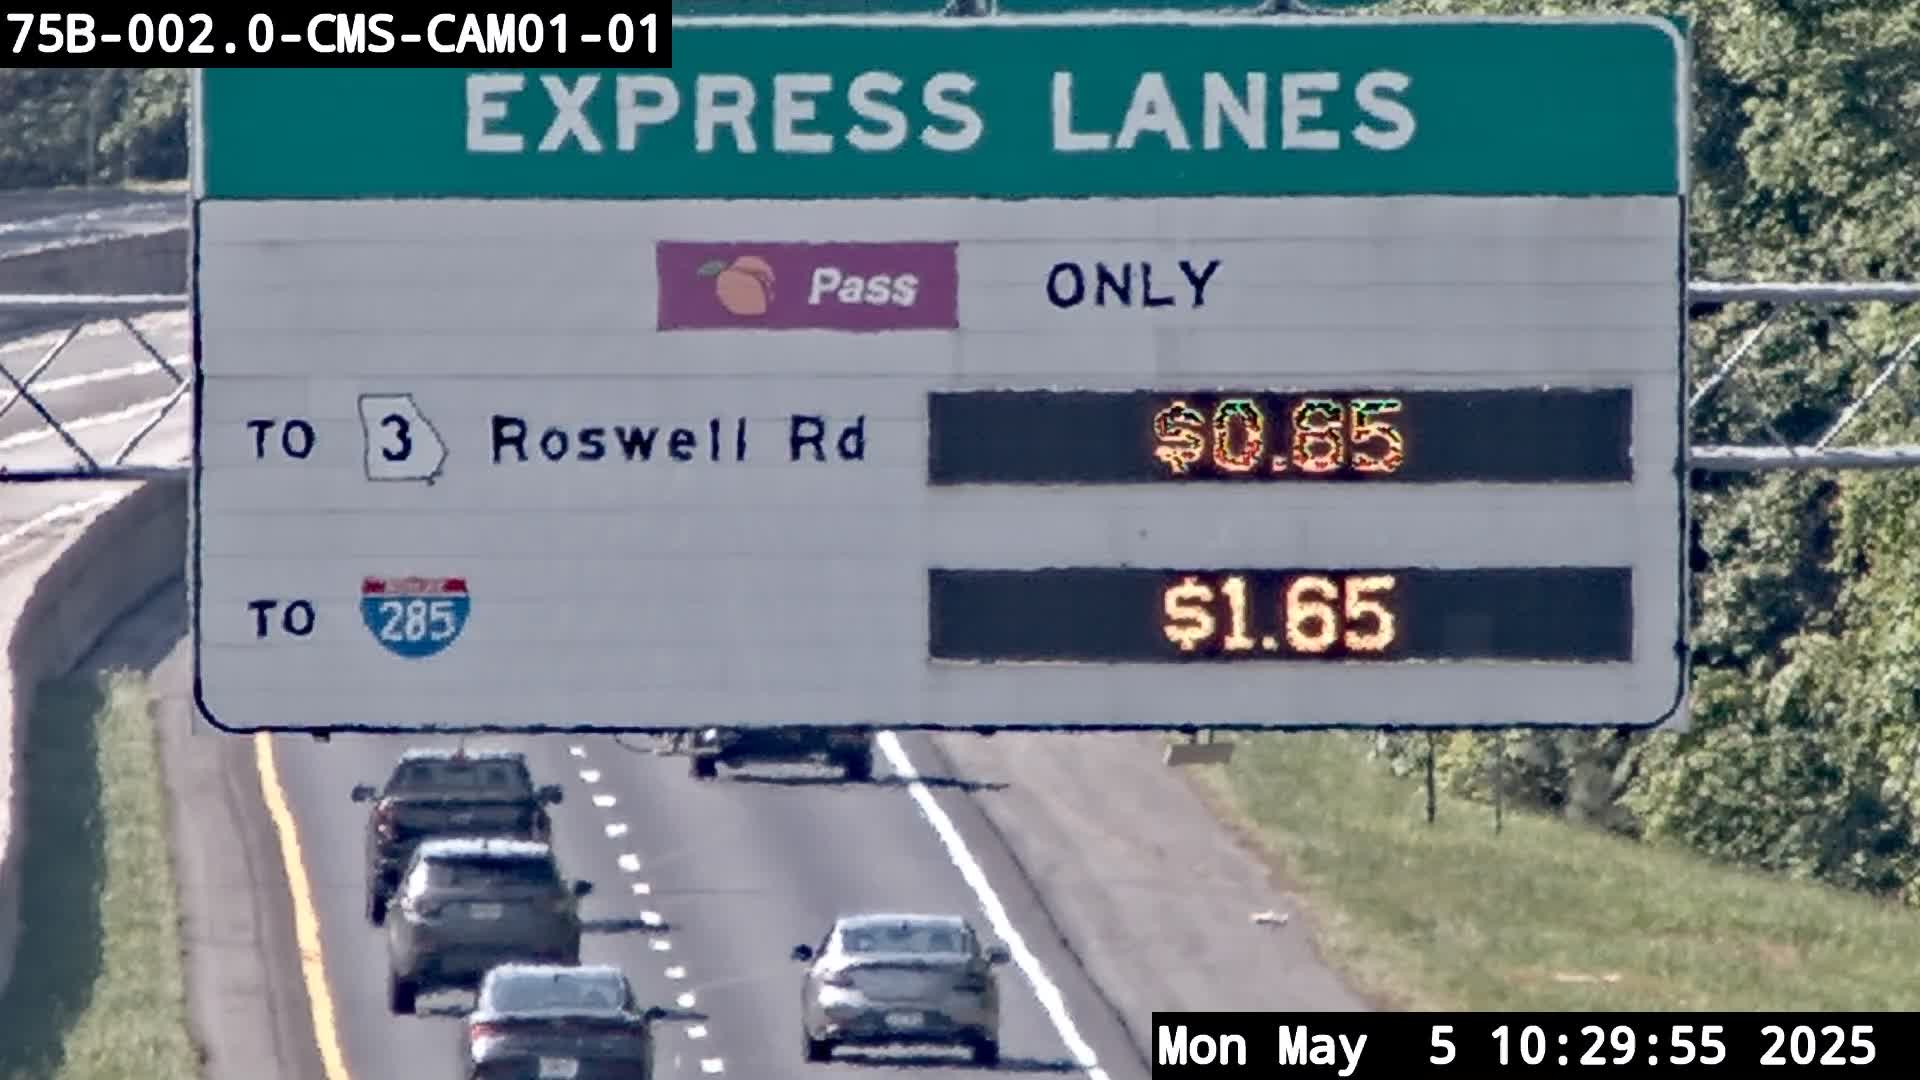 75B-002.0-CMS-CAM01-01
EXPRESS LANES
Pass ONLY
TO 3 Roswell Rd $0.65
TO 285 $1.65
Mon May 5 10:29:55 2025